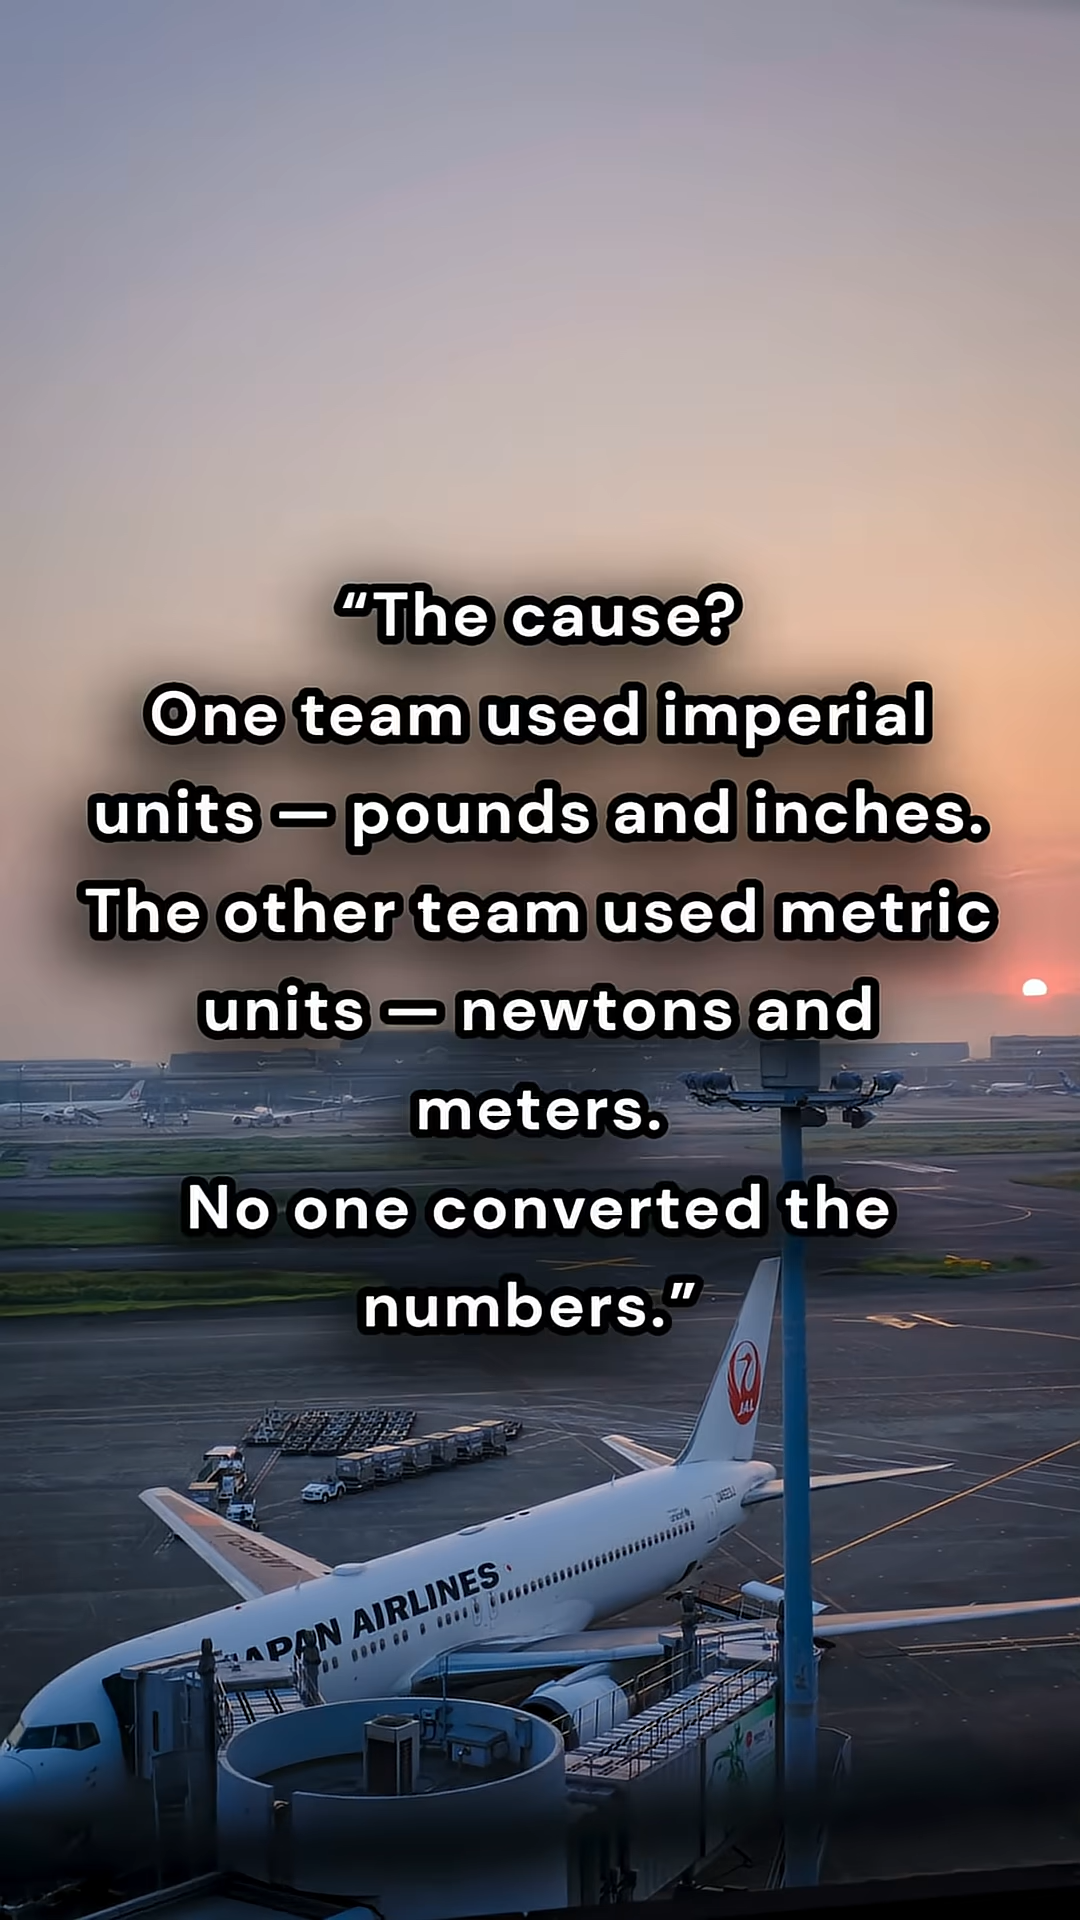 “The cause?
One team used imperial
units — pounds and inches.
The other team used metric
units — newtons and
meters.
No one converted the
numbers.”
JAL
JAPAN AIRLINES